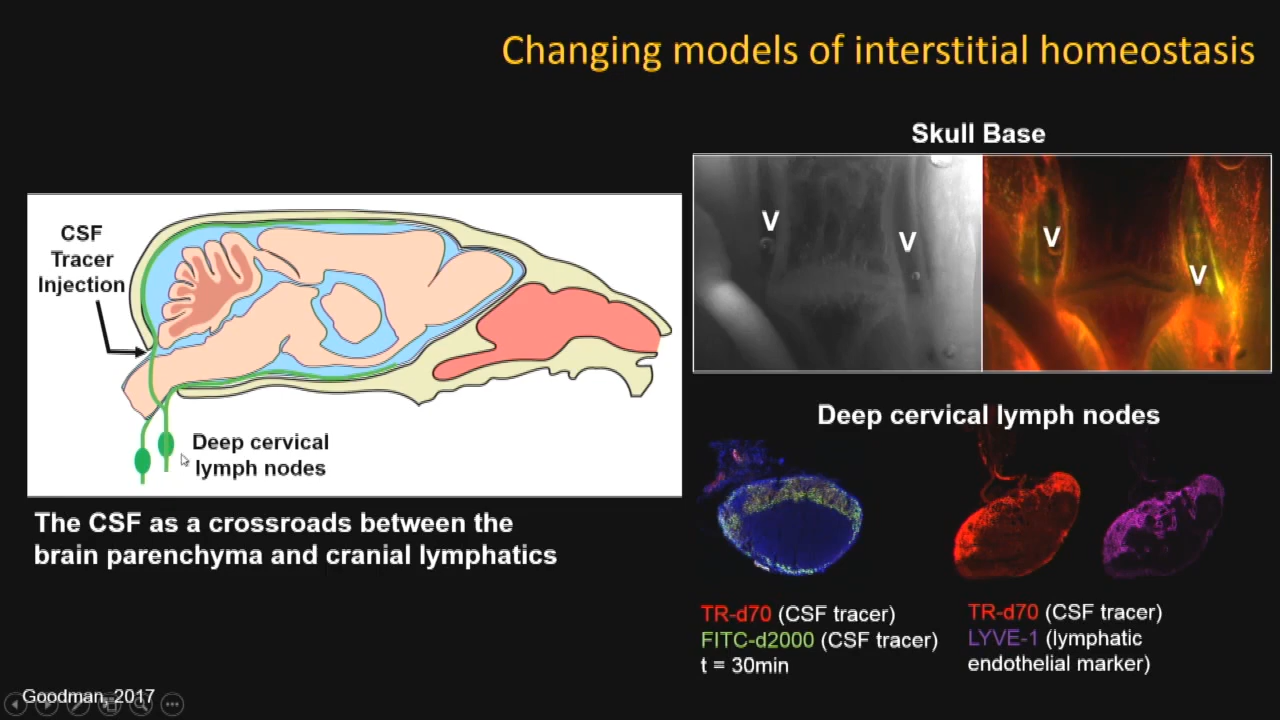 Changing models of interstitial homeostasis
CSF
Tracer
Injection
Deep cervical
lymph nodes
The CSF as a crossroads between the
brain parenchyma and cranial lymphatics
Skull Base
V
V
V
V
Deep cervical lymph nodes
TR-d70 (CSF tracer)
FITC-d2000 (CSF tracer)
t = 30min
TR-d70 (CSF tracer)
LYVE-1 (lymphatic
endothelial marker)
Goodman, 2017